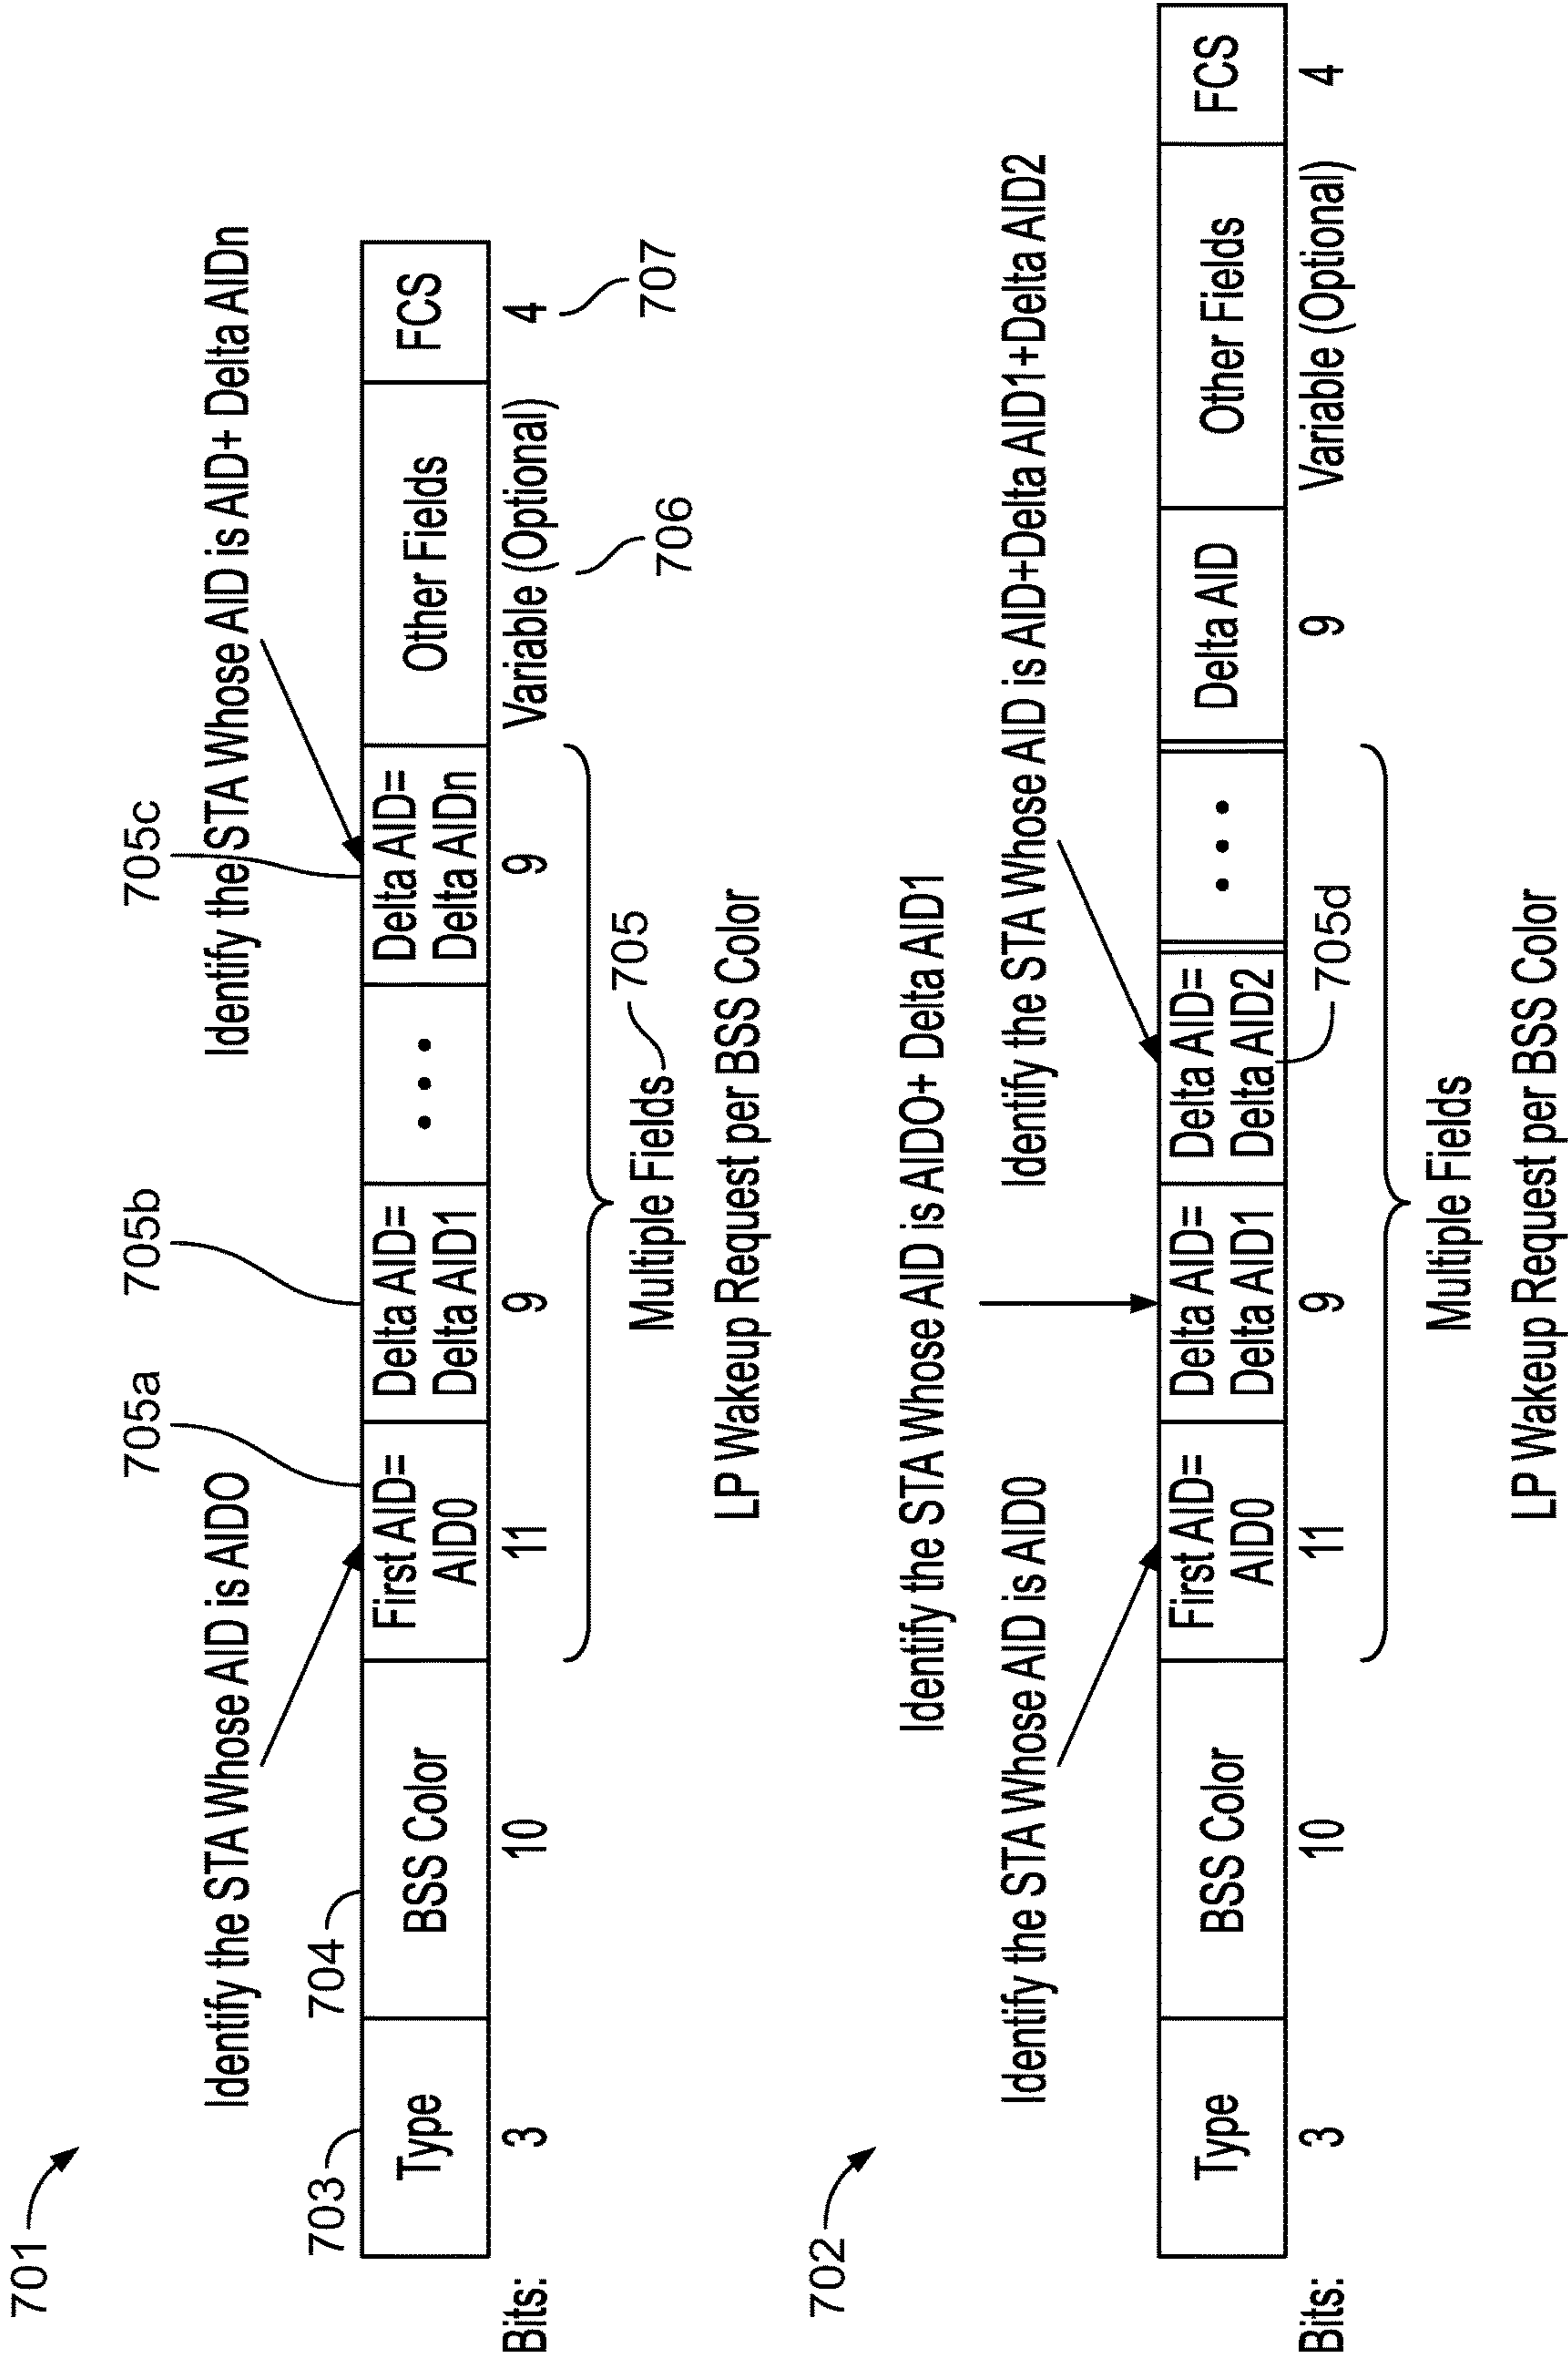 701
Identify the STA Whose AID is AIDO
Identify the STA Whose AID is AID+ Delta AIDn
703
704
705a
705b
705c
Type
BSS Color
First AID=
AID0
Delta AID=
Delta AID1
• • •
Delta AID=
Delta AIDn
Other Fields
FCS
Bits:
3
10
11
9
9
Variable (Optional)
4
706
707
Multiple Fields
705
LP Wakeup Request per BSS Color
702
Identify the STA Whose AID is AIDO+ Delta AID1
Identify the STA Whose AID is AID0
Identify the STA Whose AID is AID+Delta AID1+Delta AID2
Type
BSS Color
First AID=
AID0
Delta AID=
Delta AID1
Delta AID=
Delta AID2
• • •
Delta AID
Other Fields
FCS
Bits:
3
10
11
9
705d
9
Variable (Optional)
4
Multiple Fields
LP Wakeup Request per BSS Color